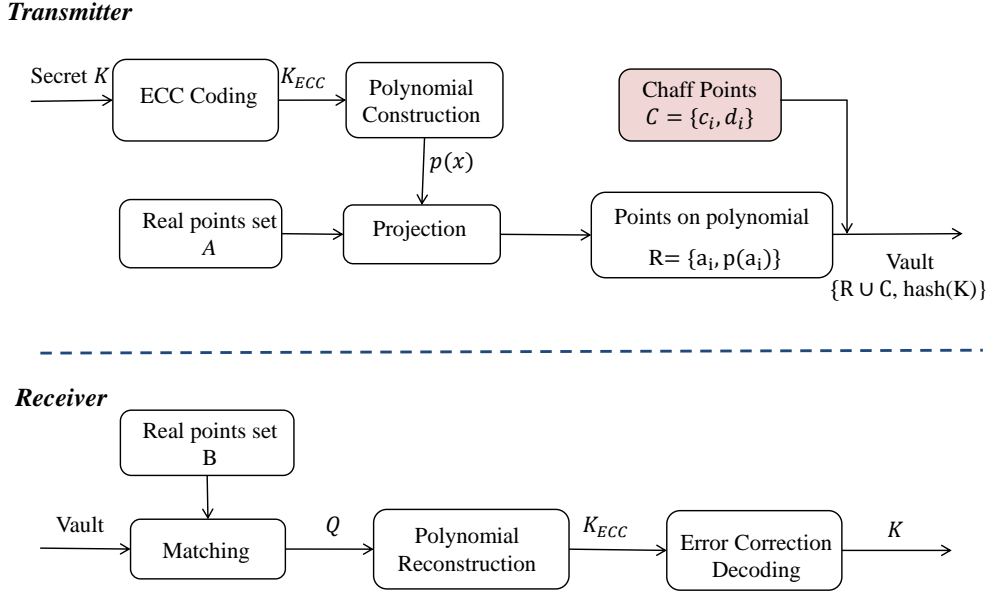 Transmitter
Secret K
ECC Coding
K_ECC
Polynomial
Construction
Chaff Points
C = {c_i, d_i}
p(x)
Real points set
A
Projection
Points on polynomial
R= {a_i, p(a_i)}
Vault
{R ∪ C, hash(K)}
Receiver
Real points set
B
Vault
Matching
Q
Polynomial
Reconstruction
K_ECC
Error Correction
Decoding
K